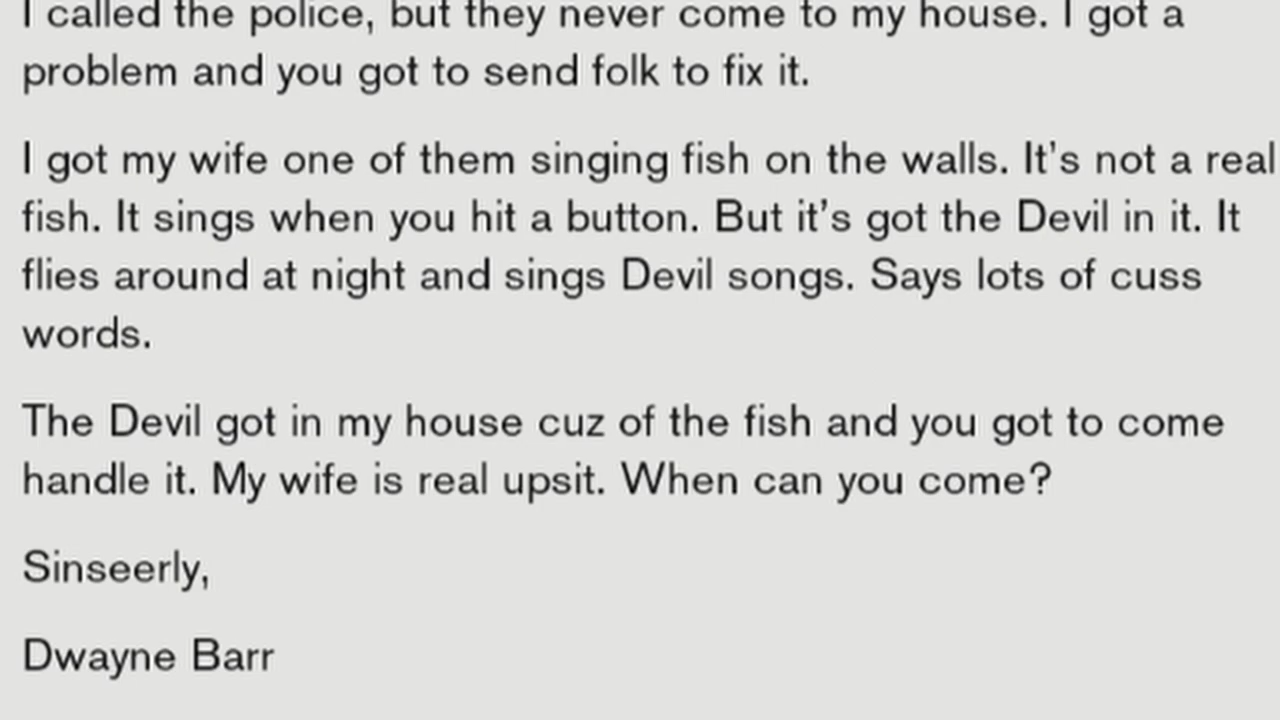 I called the police, but they never come to my house. I got a
problem and you got to send folk to fix it.
I got my wife one of them singing fish on the walls. It's not a real
fish. It sings when you hit a button. But it's got the Devil in it. It
flies around at night and sings Devil songs. Says lots of cuss
words.
The Devil got in my house cuz of the fish and you got to come
handle it. My wife is real upsit. When can you come?
Sinseerly,
Dwayne Barr